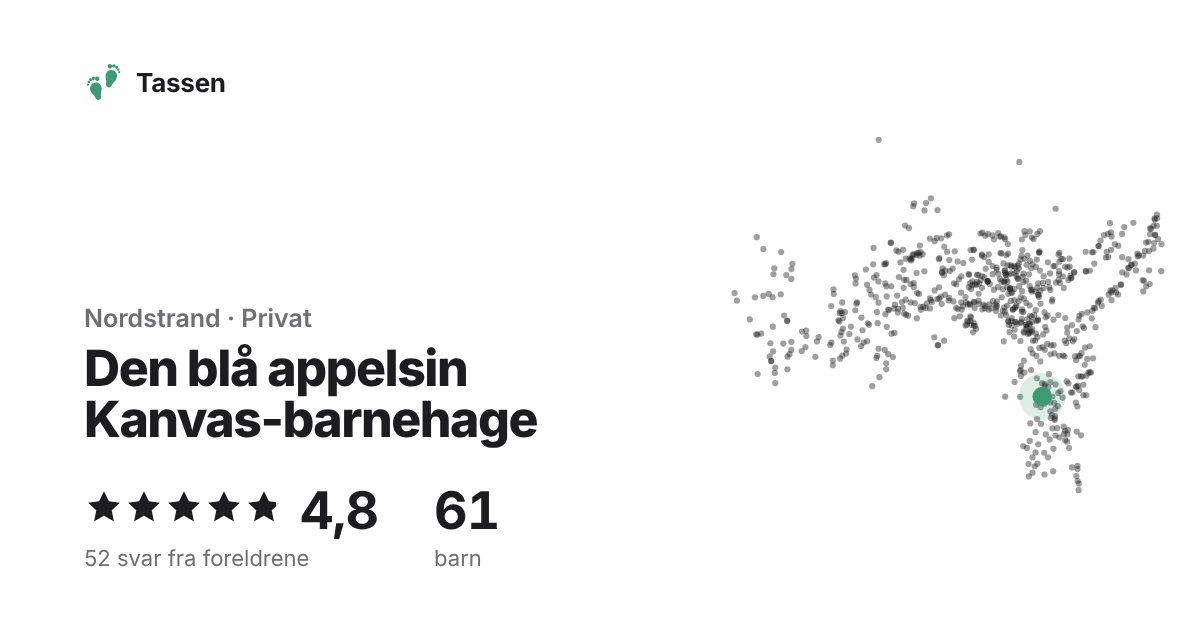 Tassen
Nordstrand · Privat
Den blå appelsin
Kanvas-barnehage
4,8
61
52 svar fra foreldrene
barn